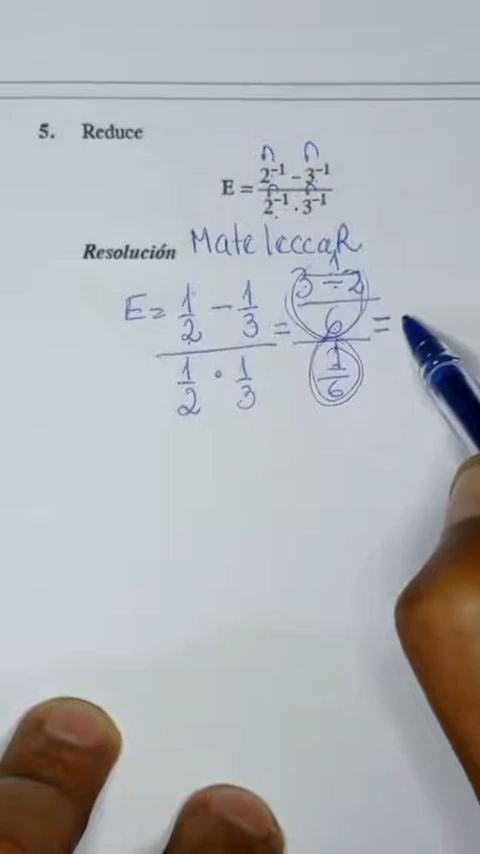 5. Reduce
E = (2⁻¹ - 3⁻¹) / (2⁻¹ . 3⁻¹)
Resolución MateleccaR
E = (1/2 - 1/3) / (1/2 · 1/3) = ((3 - 2)/6) / (1/6) =